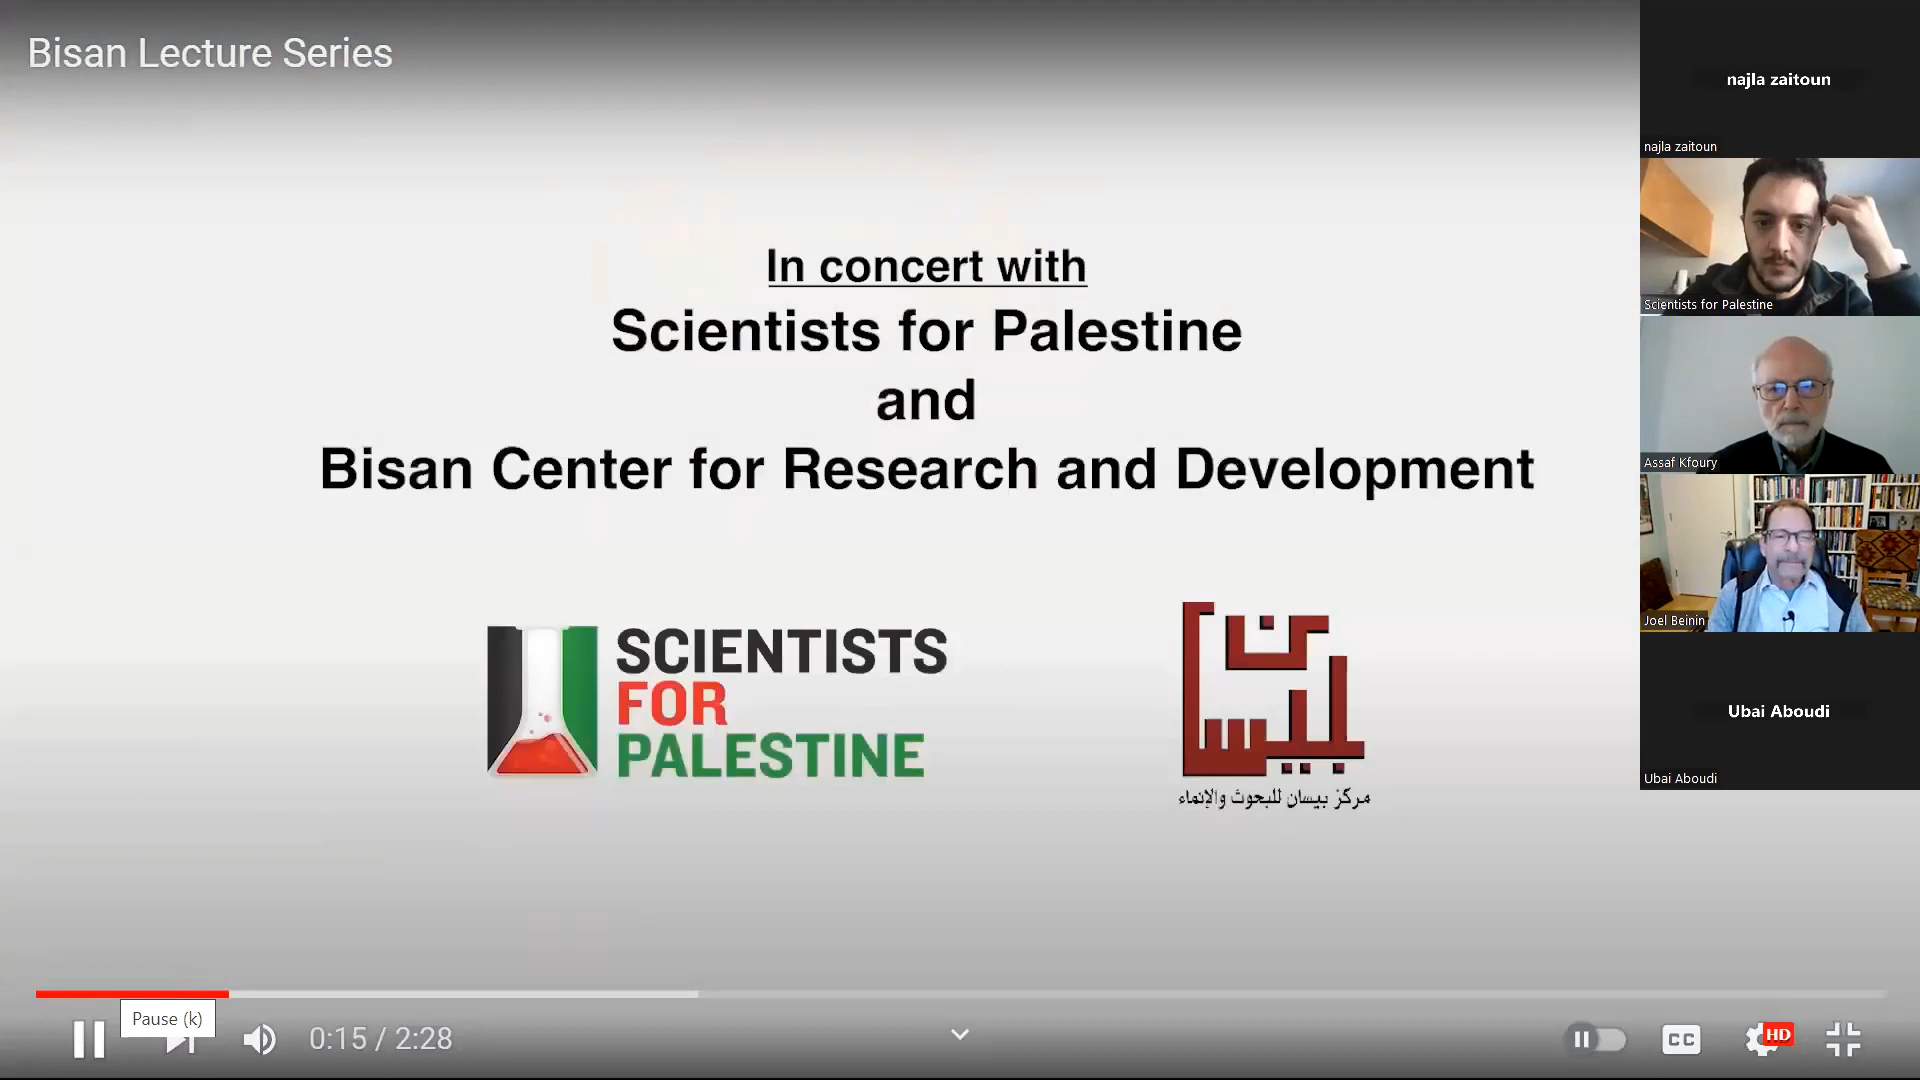 Bisan Lecture Series
In concert with
Scientists for Palestine
and
Bisan Center for Research and Development
SCIENTISTS
FOR
PALESTINE
بيسان
مركز بيسان للبحوث والإنماء
najla zaitoun
najla zaitoun
Scientists for Palestine
Assaf Kfoury
Joel Beinin
Ubai Aboudi
Ubai Aboudi
Pause (k)
0:15 / 2:28
CC
HD